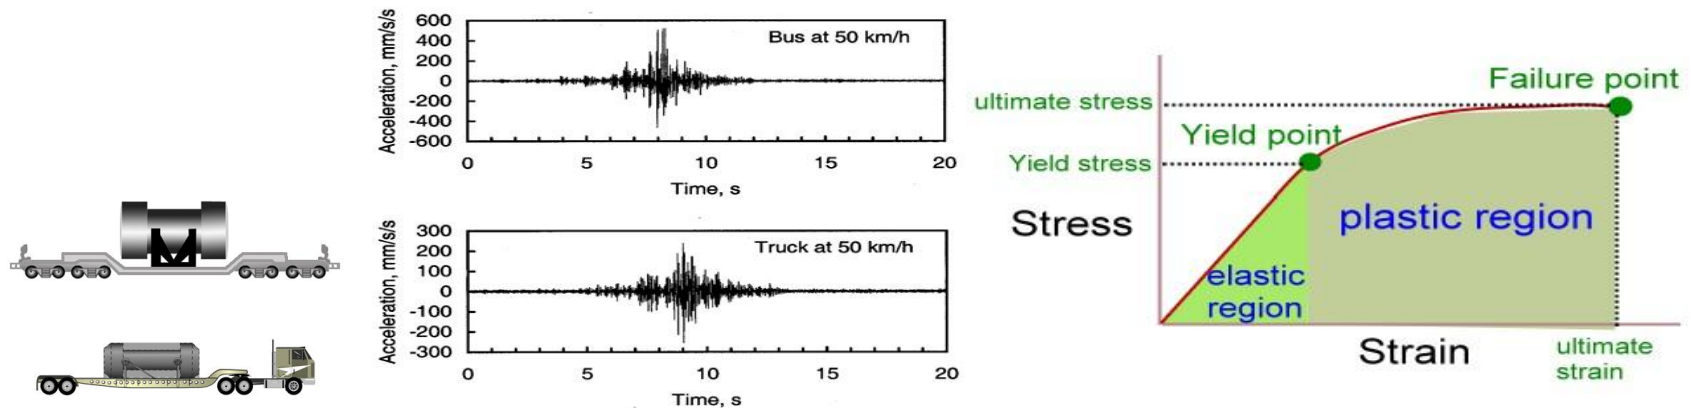 600
400
200
0
-200
-400
-600
Acceleration, mm/s/s
Bus at 50 km/h
0 5 10 15 20
Time, s
300
200
100
0
-100
-200
-300
Acceleration, mm/s/s
Truck at 50 km/h
0 5 10 15 20
Time, s
Failure point
ultimate stress
Yield point
Yield stress
Stress
plastic region
elastic
region
Strain
ultimate
strain